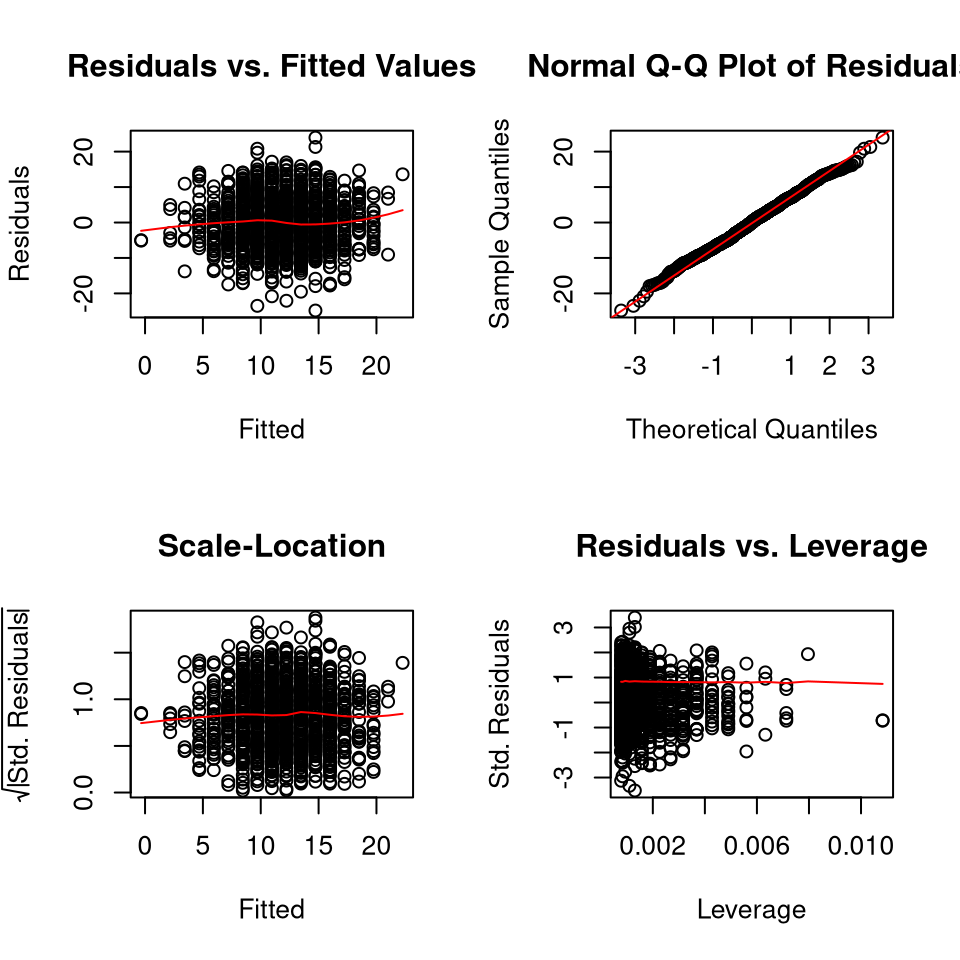 Residuals vs. Fitted Values
Residuals
20
0
-20
0 5 10 15 20
Fitted
Normal Q-Q Plot of Residuals
Sample Quantiles
20
0
-20
-3 -1 1 2 3
Theoretical Quantiles
Scale-Location
√|Std. Residuals|
1.0
0.0
0 5 10 15 20
Fitted
Residuals vs. Leverage
Std. Residuals
3
1
-1
-3
0.002 0.006 0.010
Leverage